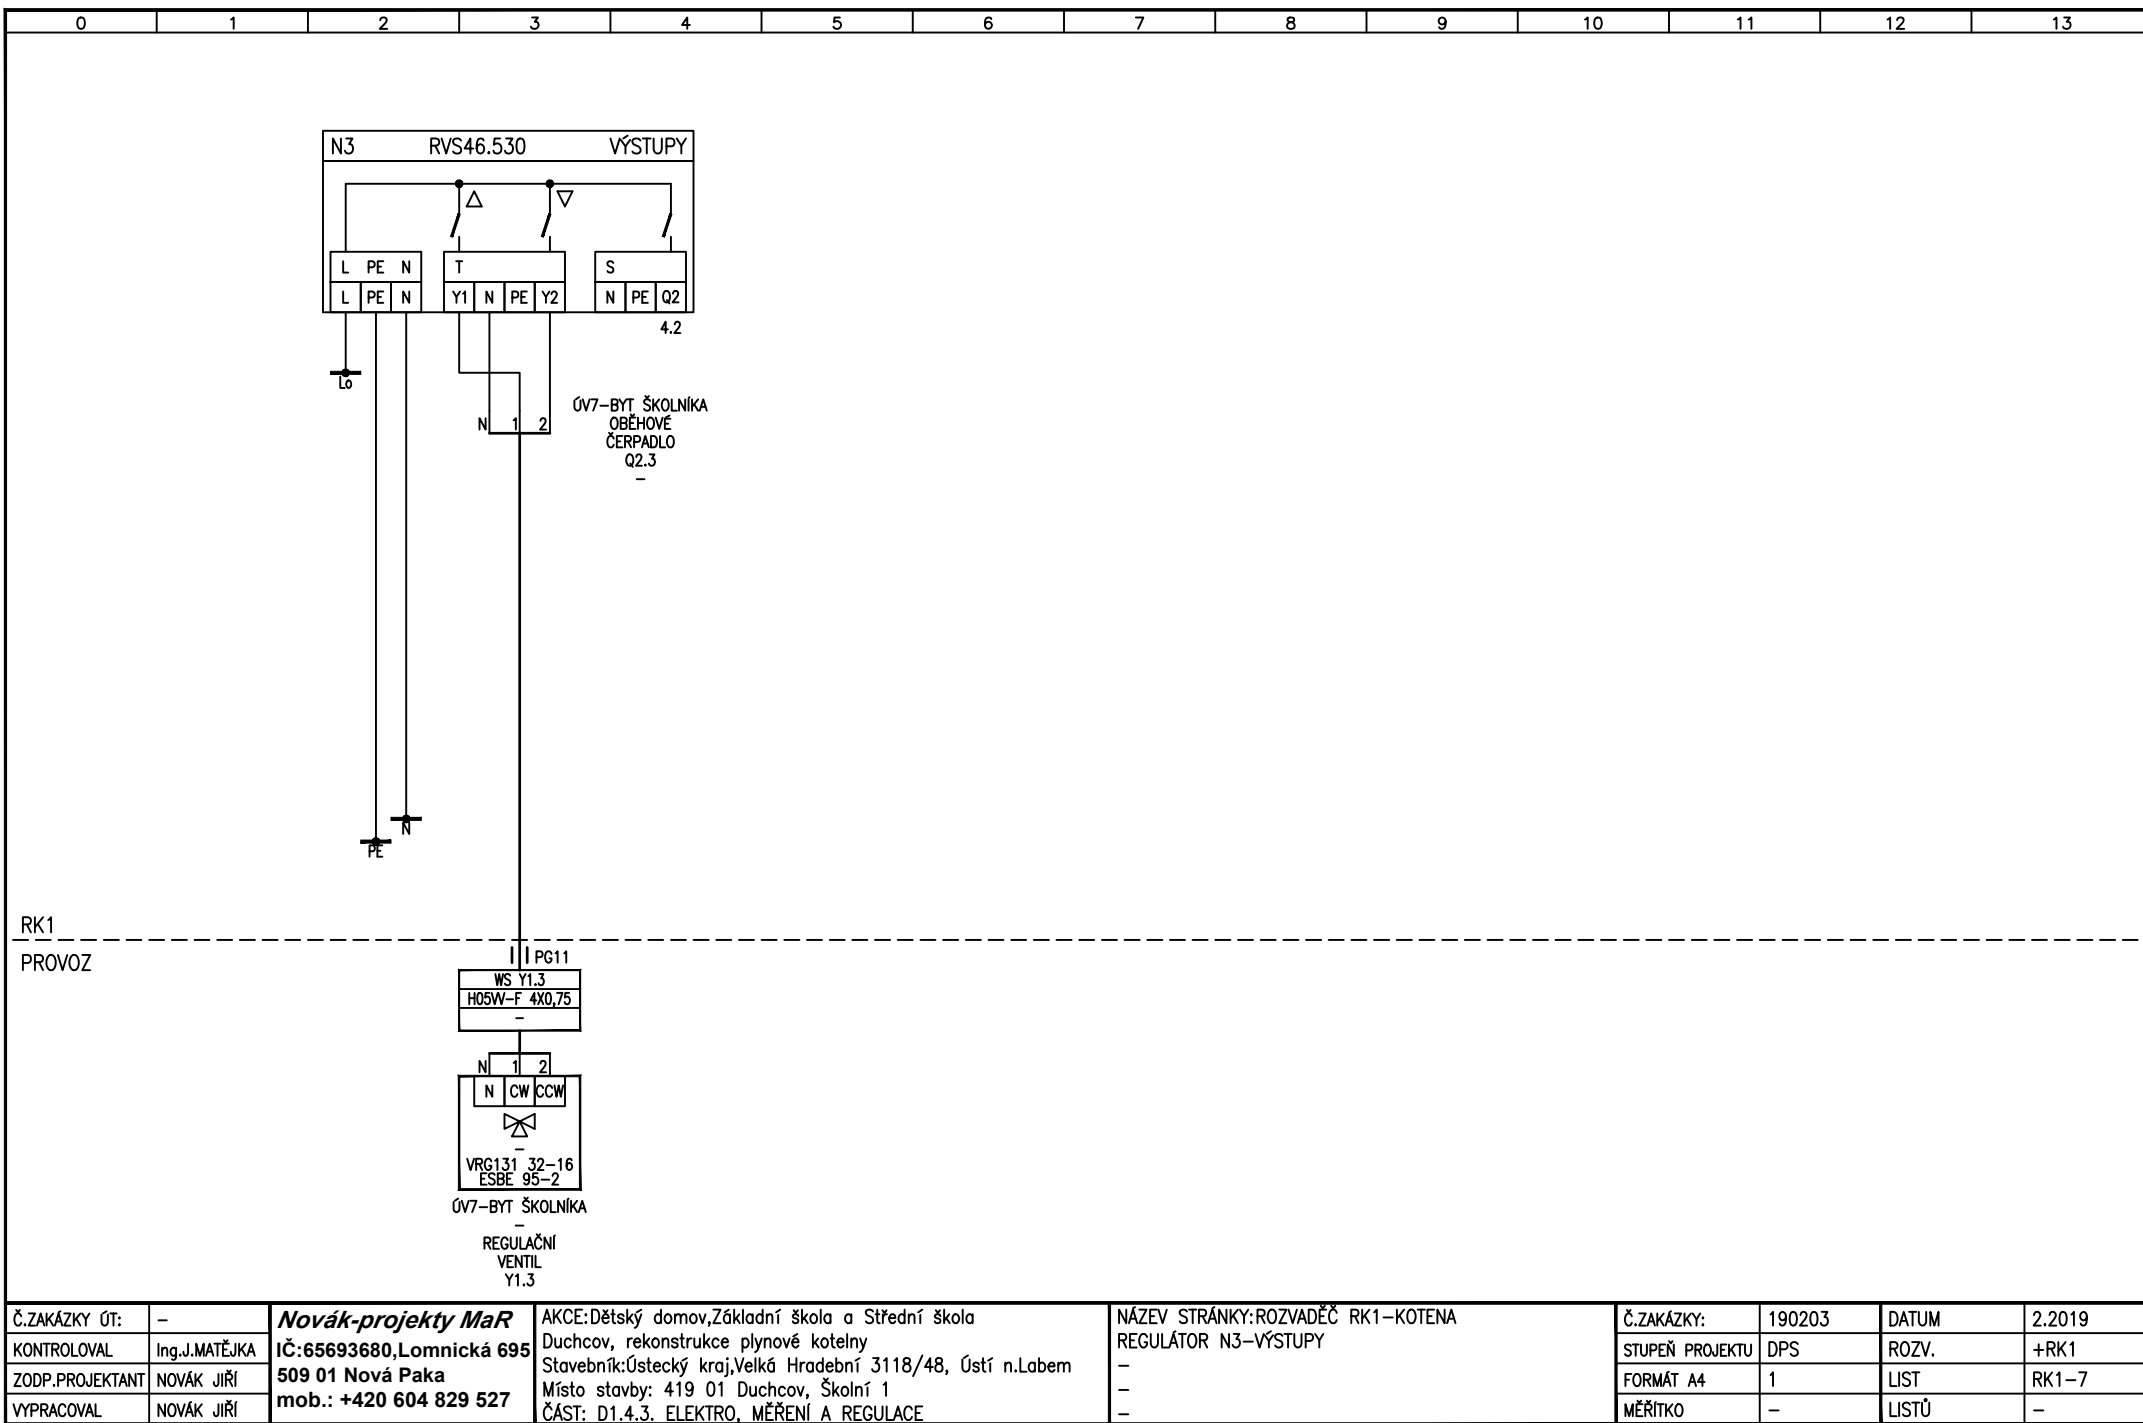 0 1 2 3 4 5 6 7 8 9 10 11 12 13
N3 RVS46.530 VÝSTUPY
L PE N T S
L PE N Y1 N PE Y2 N PE Q2
4.2
Lo
ÚV7-BYT ŠKOLNÍKA
OBĚHOVÉ
ČERPADLO
Q2.3
-
N 1 2
N
PE
RK1
PROVOZ
PG11
WS Y1.3
H05VV-F 4X0,75
-
N 1 2
N CW CCW
-
VRG131 32-16
ESBE 95-2
ÚV7-BYT ŠKOLNÍKA
-
REGULAČNÍ
VENTIL
Y1.3
Č.ZAKÁZKY ÚT: -
KONTROLOVAL Ing.J.MATĚJKA
ZODP.PROJEKTANT NOVÁK JIŘÍ
VYPRACOVAL NOVÁK JIŘÍ
Novák-projekty MaR
IČ:65693680,Lomnická 695
509 01 Nová Paka
mob.: +420 604 829 527
AKCE:Dětský domov,Základní škola a Střední škola
Duchcov, rekonstrukce plynové kotelny
Stavebník:Ústecký kraj,Velká Hradební 3118/48, Ústí n.Labem
Místo stavby: 419 01 Duchcov, Školní 1
ČÁST: D1.4.3. ELEKTRO, MĚŘENÍ A REGULACE
NÁZEV STRÁNKY:ROZVADĚČ RK1-KOTENA
REGULÁTOR N3-VÝSTUPY
-
-
-
Č.ZAKÁZKY: 190203 DATUM 2.2019
STUPEŇ PROJEKTU DPS ROZV. +RK1
FORMÁT A4 1 LIST RK1-7
MĚŘÍTKO - LISTŮ -